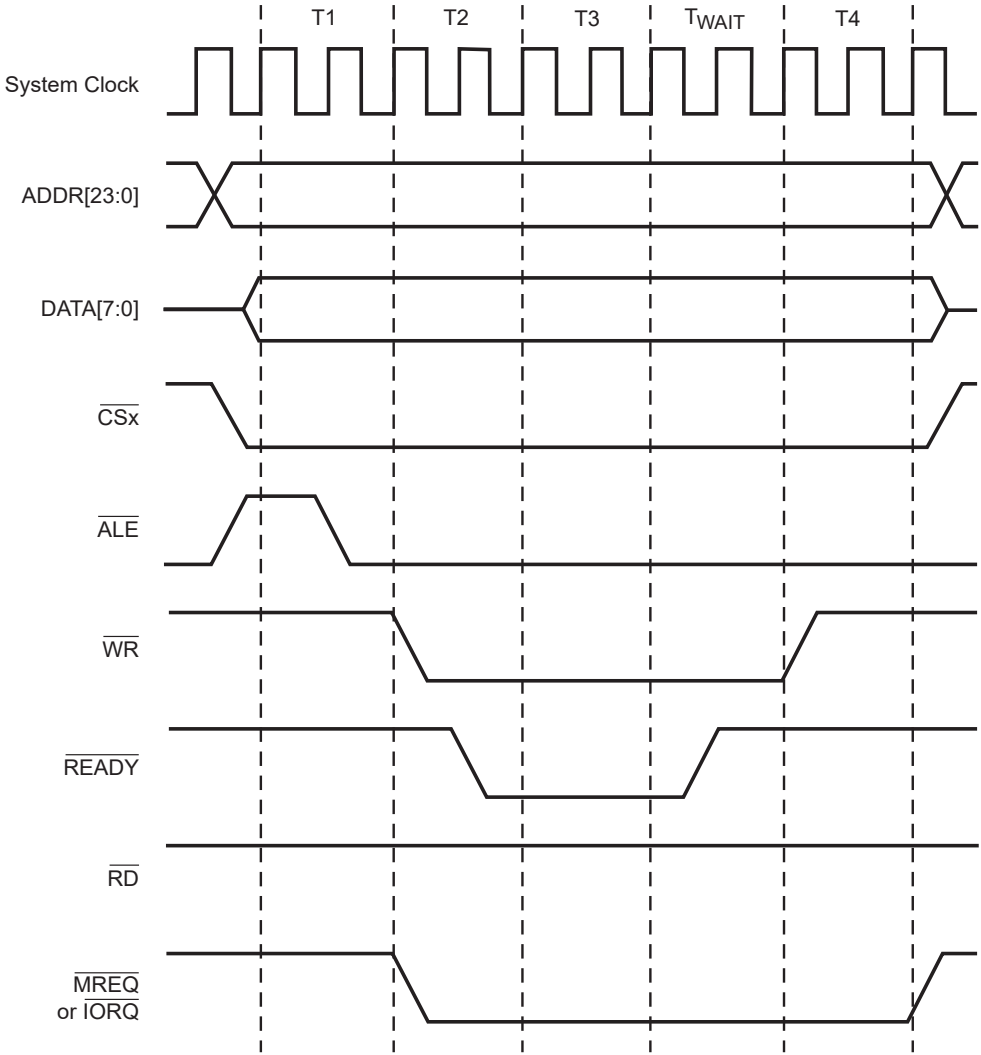 T1 T2 T3 TWAIT T4
System Clock
ADDR[23:0]
DATA[7:0]
CSx
ALE
WR
READY
RD
MREQ
or IORQ